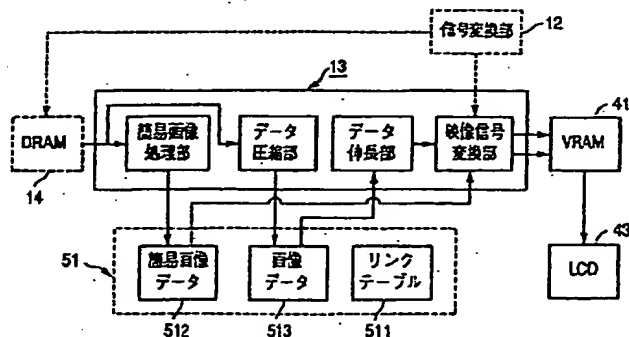 信号変換部
12
13
DRAM
14
簡易画像
処理部
データ
圧縮部
データ
伸長部
映像信号
変換部
41
VRAM
51
簡易画像
データ
512
画像
データ
513
リンク
テーブル
511
43
LCD